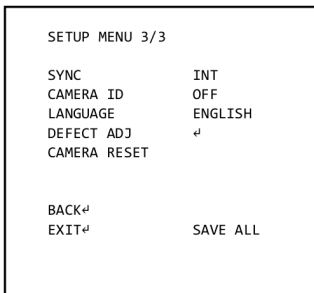 SETUP MENU 3/3
SYNC INT
CAMERA ID OFF
LANGUAGE ENGLISH
DEFECT ADJ ↵
CAMERA RESET
BACK↵
EXIT↵ SAVE ALL